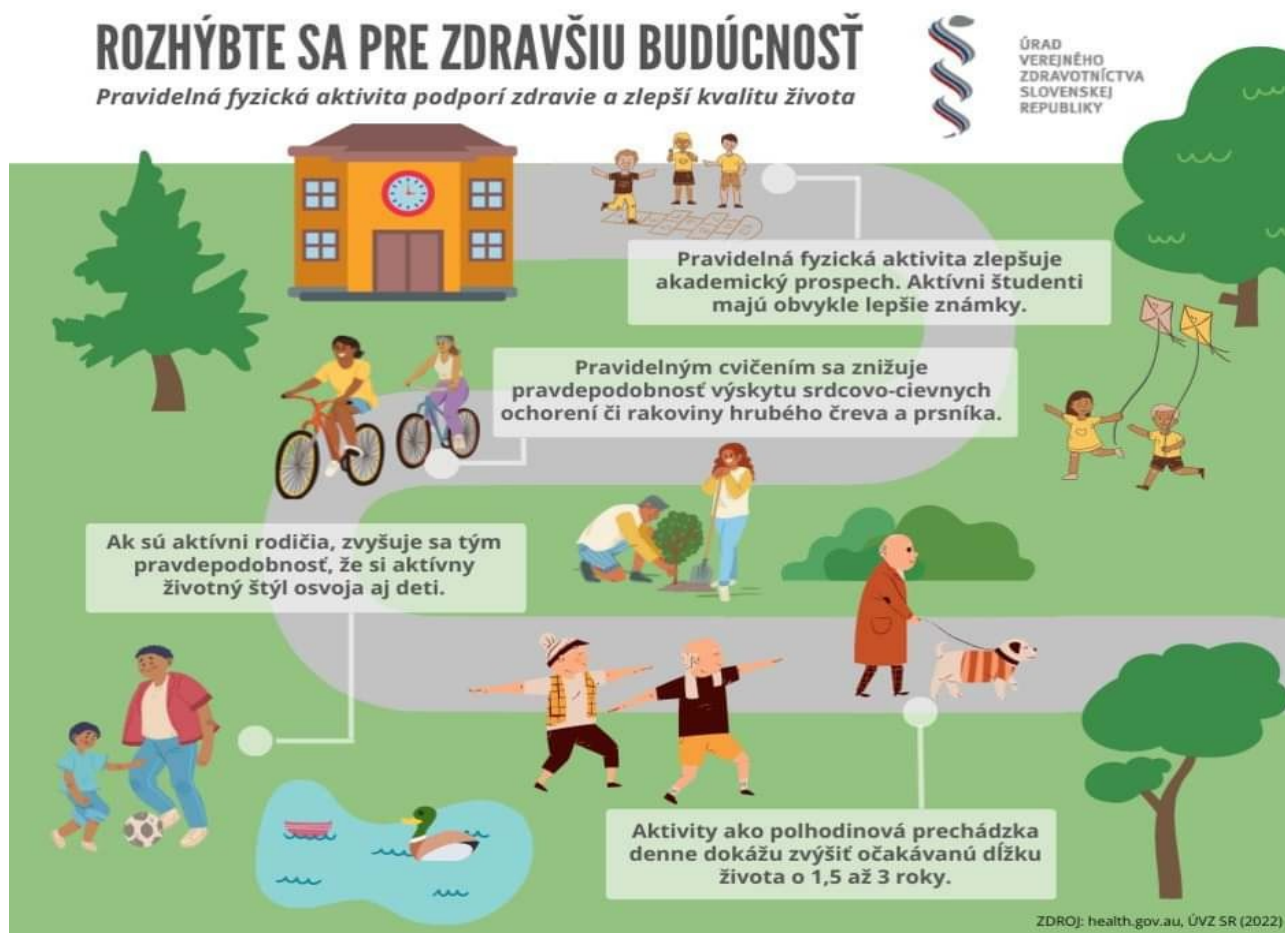 ROZHÝBTE SA PRE ZDRAVŠIU BUDÚCNOSŤ
Pravidelná fyzická aktivita podporí zdravie a zlepší kvalitu života
ÚRAD
VEREJNÉHO
ZDRAVOTNÍCTVA
SLOVENSKEJ
REPUBLIKY
Pravidelná fyzická aktivita zlepšuje
akademický prospech. Aktívni študenti
majú obvykle lepšie známky.
Pravidelným cvičením sa znižuje
pravdepodobnosť výskytu srdcovo-cievnych
ochorení či rakoviny hrubého čreva a prsníka.
Ak sú aktívni rodičia, zvyšuje sa tým
pravdepodobnosť, že si aktívny
životný štýl osvoja aj deti.
Aktivity ako polhodinová prechádzka
denne dokážu zvýšiť očakávanú dĺžku
života o 1,5 až 3 roky.
ZDROJ: health.gov.au, ÚVZ SR (2022)